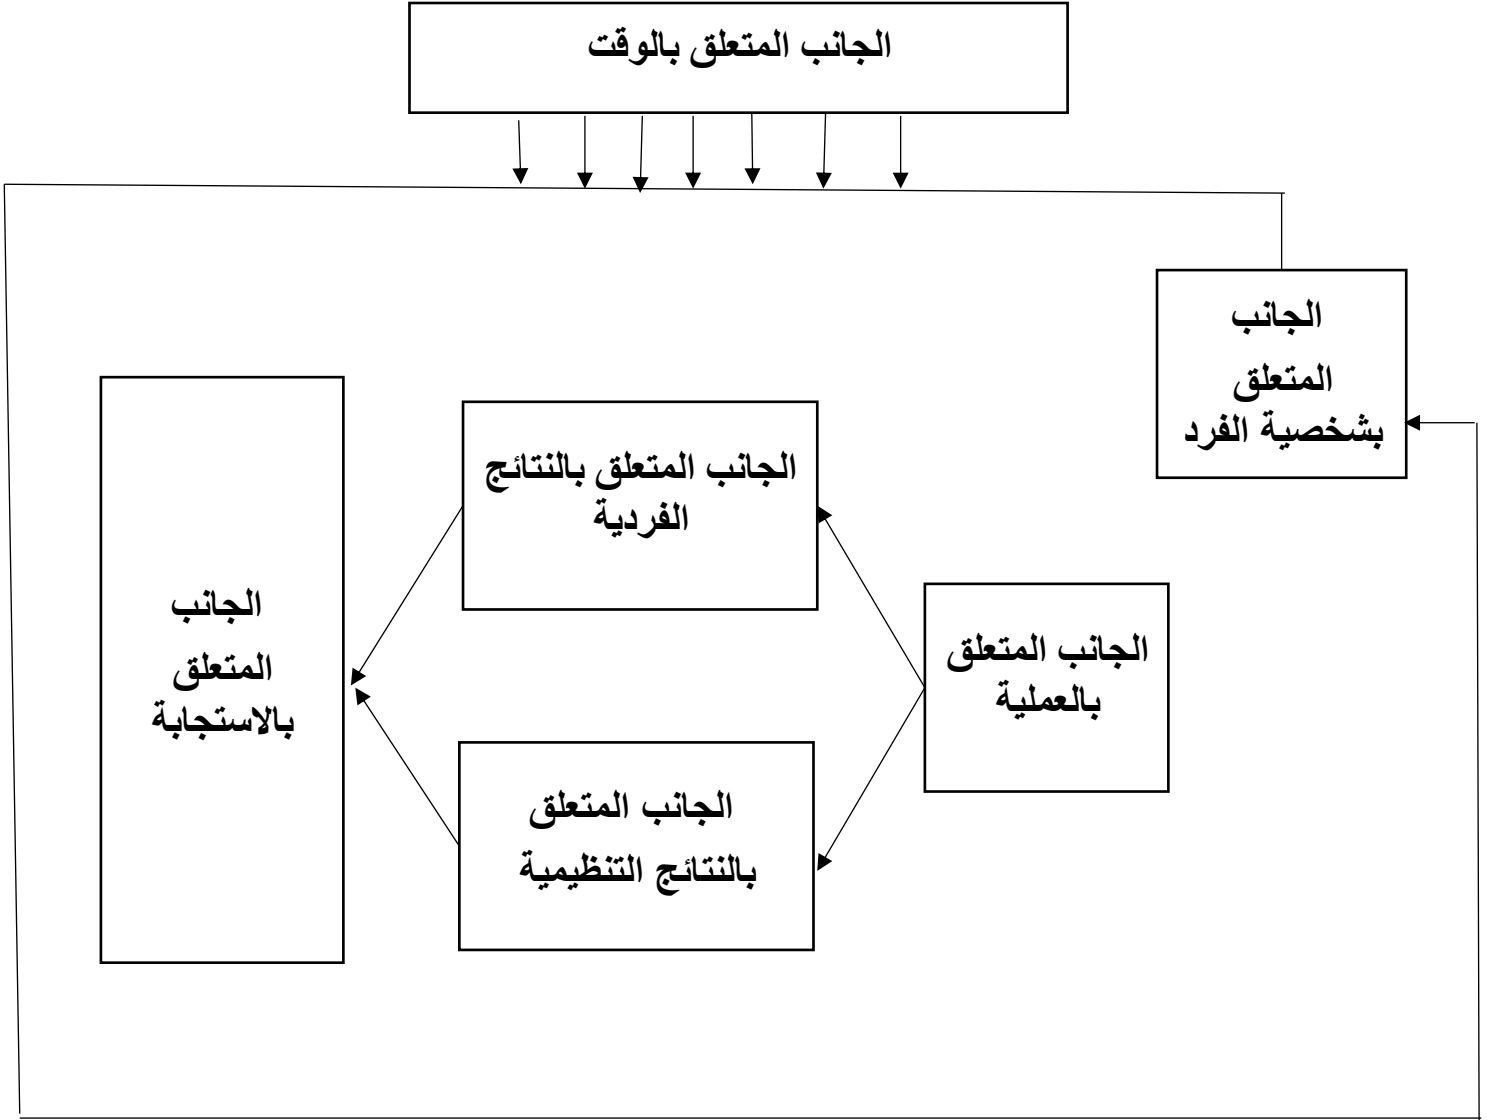 الجانب المتعلق بالوقت
الجانب
المتعلق
بشخصية الفرد
الجانب المتعلق بالنتائج
الفردية
الجانب المتعلق
بالعملية
الجانب
المتعلق
بالاستجابة
الجانب المتعلق
بالنتائج التنظيمية